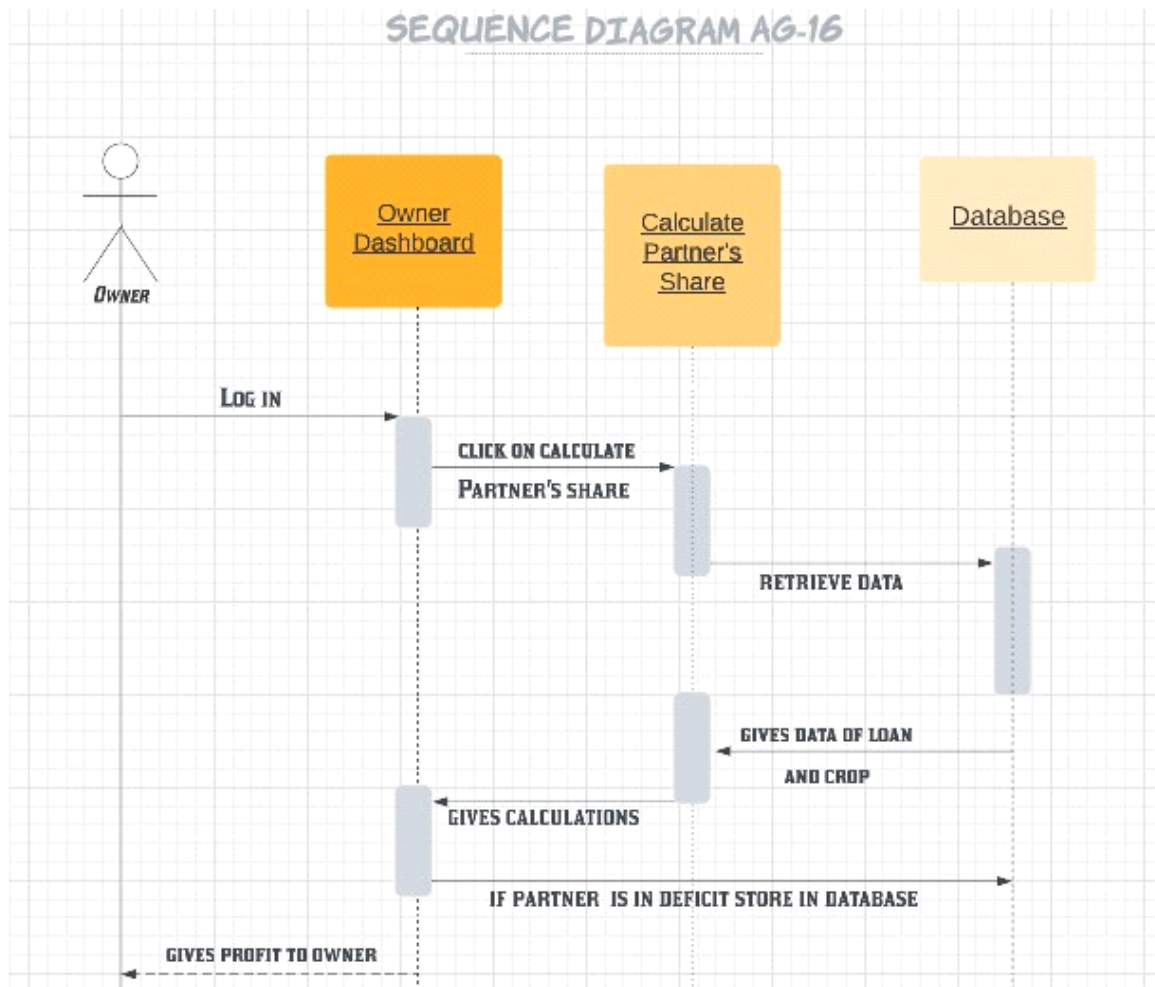 SEQUENCE DIAGRAM AG-16
OWNER
Owner
Dashboard
Calculate
Partner's
Share
Database
LOG IN
CLICK ON CALCULATE
PARTNER'S SHARE
RETRIEVE DATA
GIVES DATA OF LOAN
AND CROP
GIVES CALCULATIONS
IF PARTNER IS IN DEFICIT STORE IN DATABASE
GIVES PROFIT TO OWNER